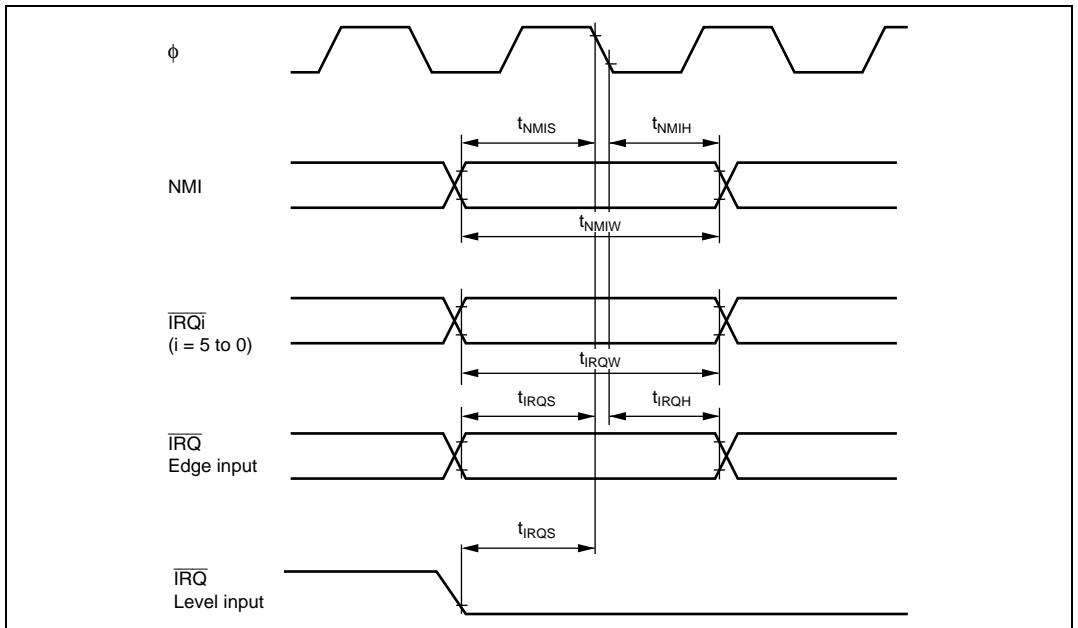 ϕ
tNMIS
tNMIH
NMI
tNMIW
IRQi
(i = 5 to 0)
tIRQW
tIRQS
tIRQH
IRQ
Edge input
tIRQS
IRQ
Level input